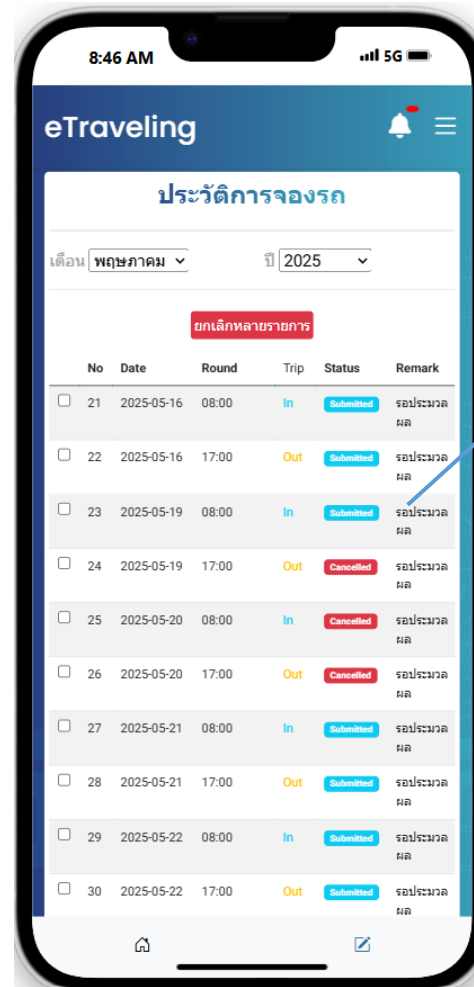 8:46 AM 5G
eTraveling
ประวัติการจองรถ
เดือน พฤษภาคม ปี 2025
ยกเลิกหลายรายการ
No Date Round Trip Status Remark
21 2025-05-16 08:00 In Submitted รอประมวล
ผล
22 2025-05-16 17:00 Out Submitted รอประมวล
ผล
23 2025-05-19 08:00 In Submitted รอประมวล
ผล
24 2025-05-19 17:00 Out Cancelled รอประมวล
ผล
25 2025-05-20 08:00 In Cancelled รอประมวล
ผล
26 2025-05-20 17:00 Out Cancelled รอประมวล
ผล
27 2025-05-21 08:00 In Submitted รอประมวล
ผล
28 2025-05-21 17:00 Out Submitted รอประมวล
ผล
29 2025-05-22 08:00 In Submitted รอประมวล
ผล
30 2025-05-22 17:00 Out Submitted รอประมวล
ผล